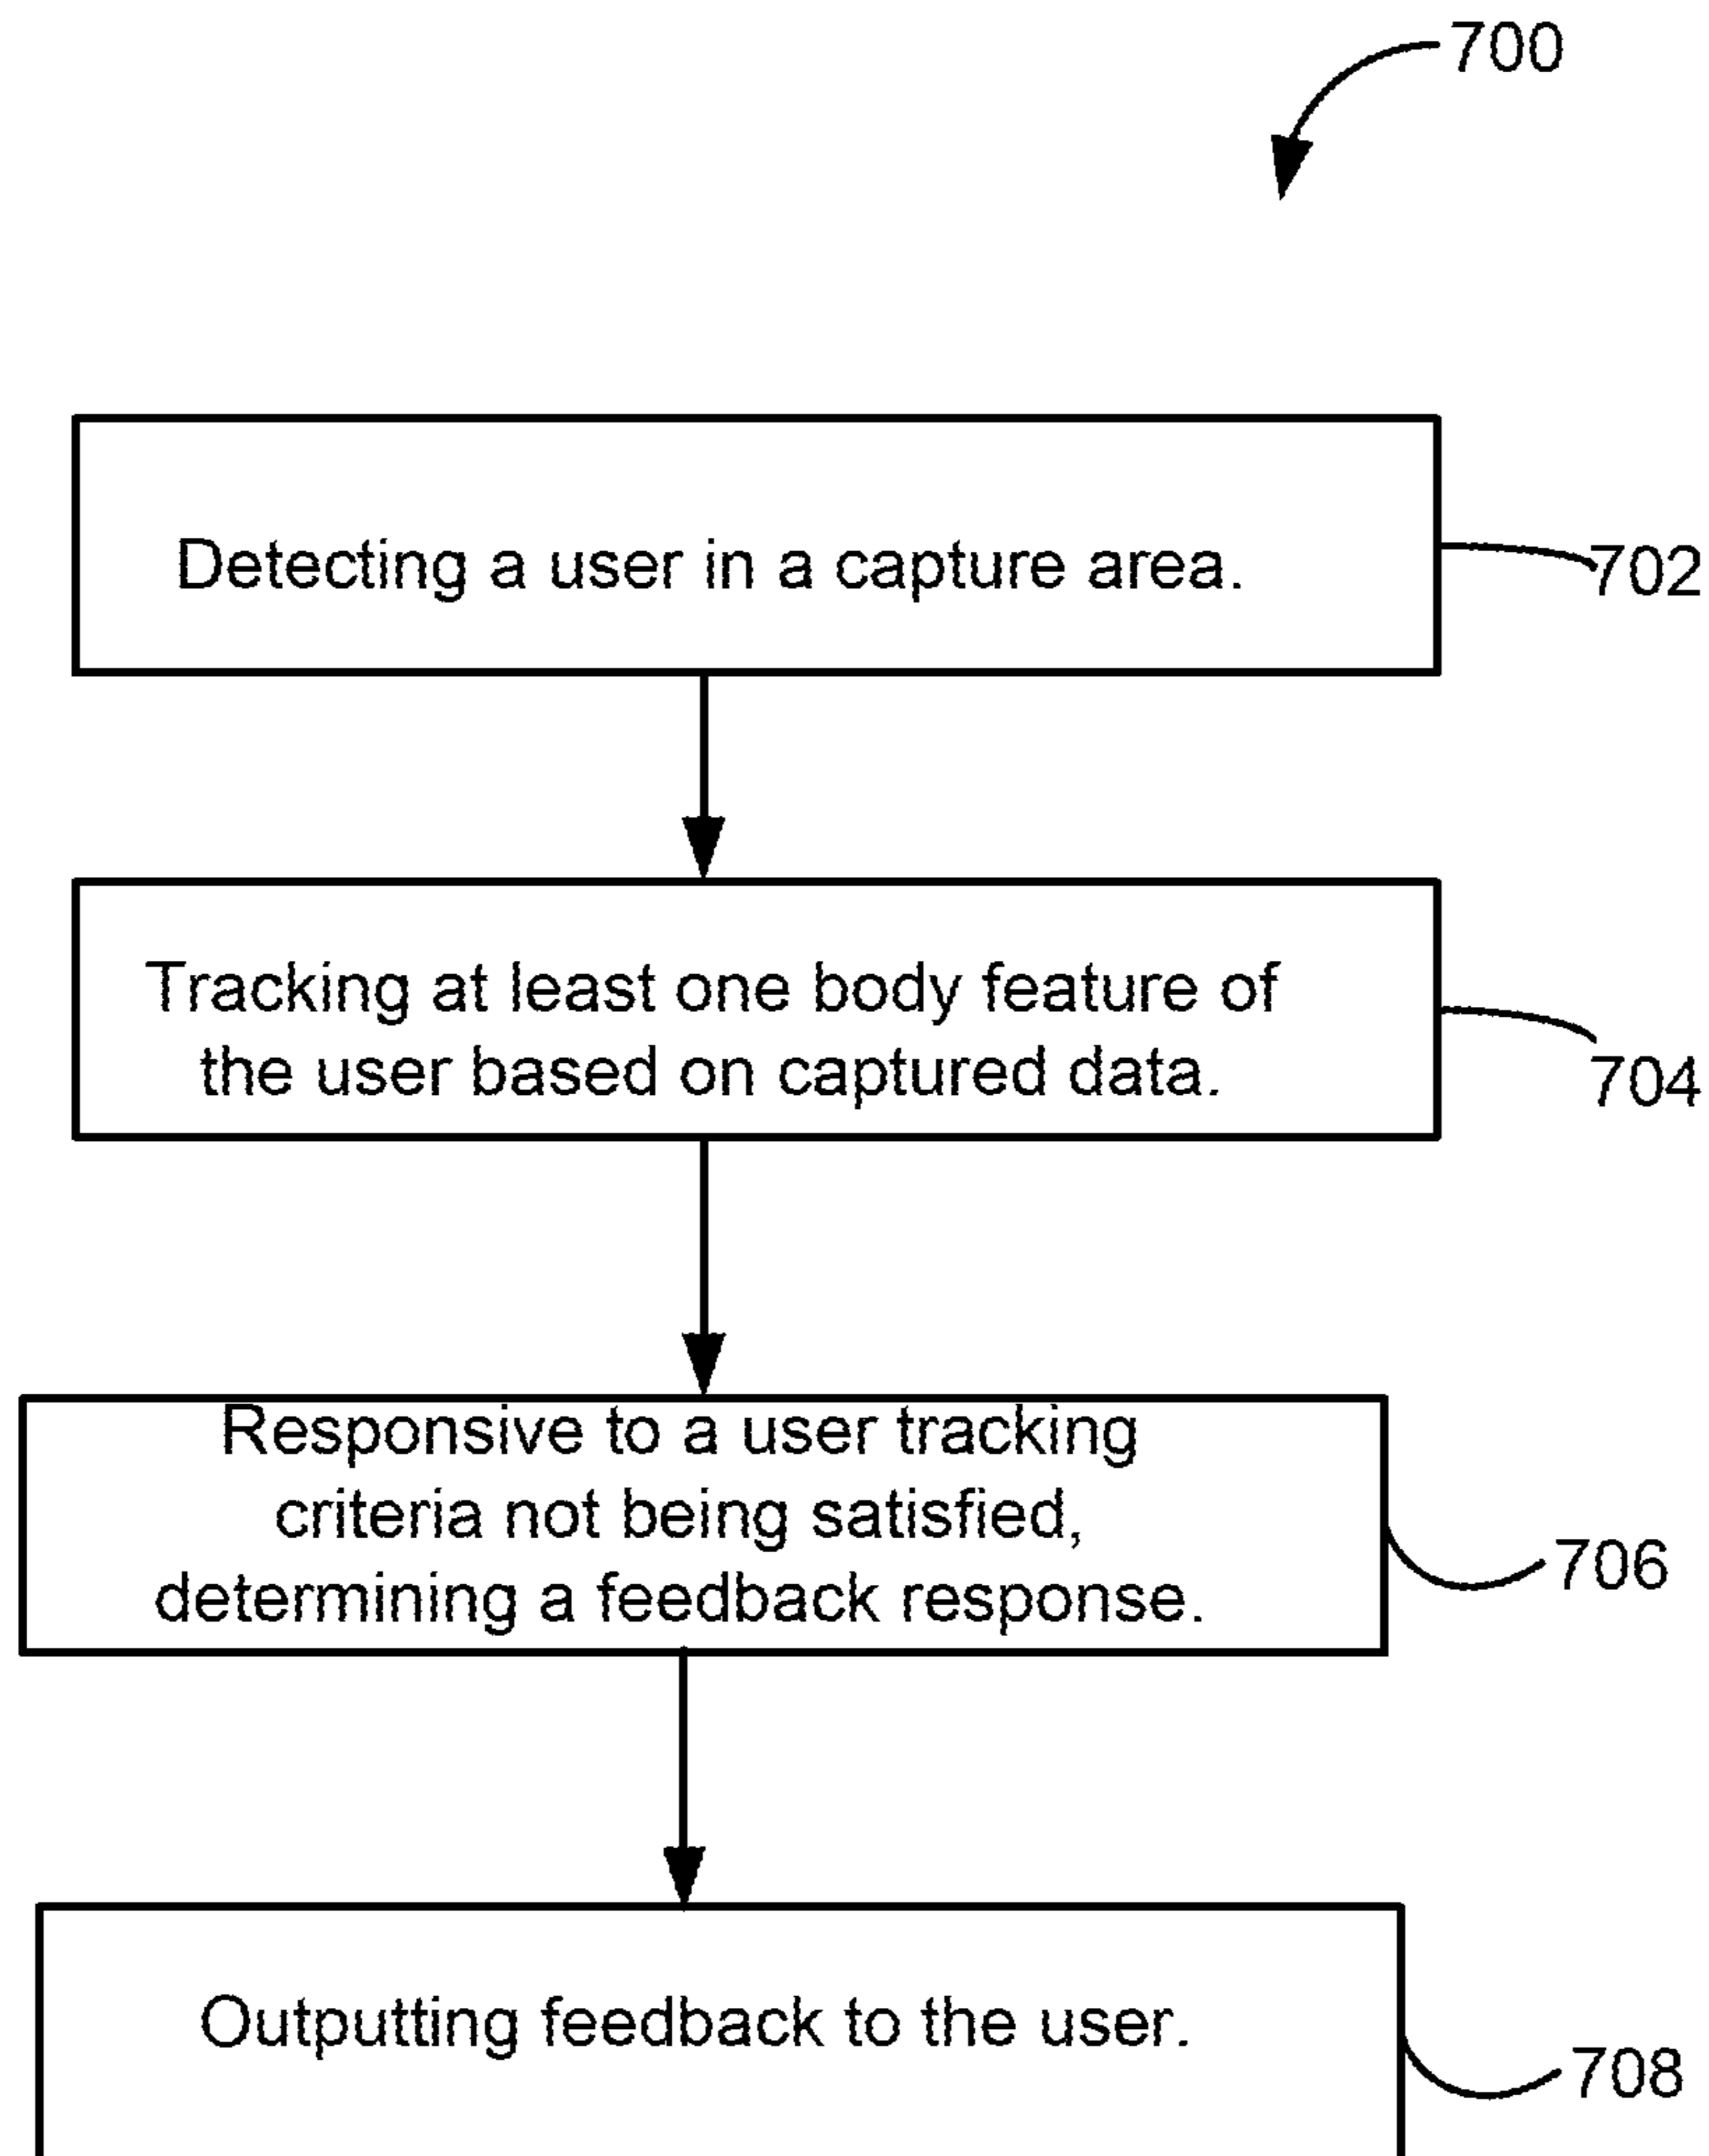 700
Detecting a user in a capture area.
702
Tracking at least one body feature of
the user based on captured data.
704
Responsive to a user tracking
criteria not being satisfied,
determining a feedback response.
706
Outputting feedback to the user.
708